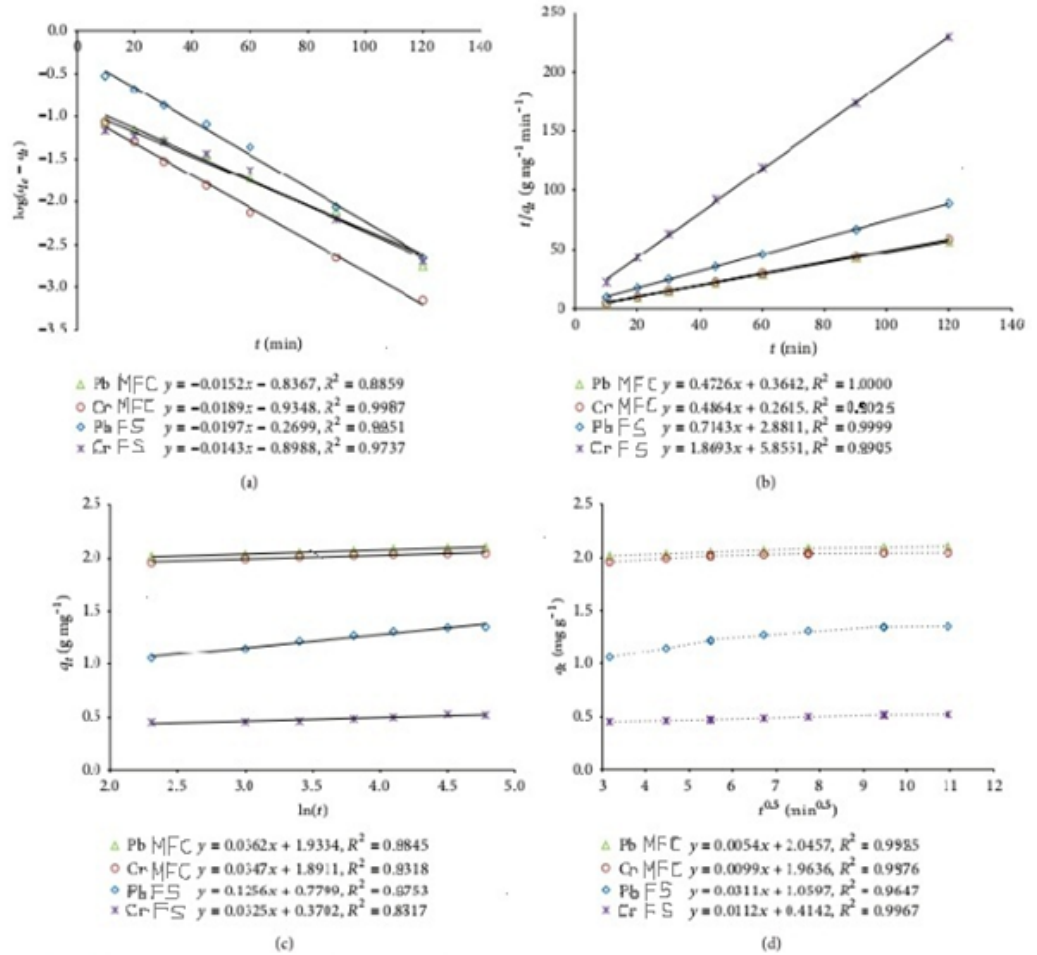 0.0
0 20 40 60 80 100 120 140
−0.5
−1.0
−1.5
−2.0
−2.5
−3.0
−3.5
log(qe − qt)
t (min)
Pb MFC y = −0.0152x − 0.8367, R² = 0.8859
Cr MFC y = −0.0189x − 0.9348, R² = 0.9987
Pb FS y = −0.0197x − 0.2699, R² = 0.9851
Cr FS y = −0.0143x − 0.8988, R² = 0.9737
(a)
250
200
150
100
50
0
0 20 40 60 80 100 120 140
t/qt (g mg⁻¹ min⁻¹)
t (min)
Pb MFC y = 0.4726x + 0.3642, R² = 1.0000
Cr MFC y = 0.4864x + 0.2615, R² =
Pb FS y = 0.7143x + 2.8811, R² = 0.9999
Cr FS y = 1.8693x + 5.8551, R² =
(b)
2.5
2.0
1.5
1.0
0.5
0.0
2.0 2.5 3.0 3.5 4.0 4.5 5.0
qt (g mg⁻¹)
ln(t)
Pb MFC y = 0.0362x + 1.9334, R² =
Cr MFC y = 0.0347x + 1.8911, R² = 0.9318
Pb FS y = 0.1256x + 0.7799, R² =
Cr FS y = 0.0325x + 0.3702, R² =
(c)
2.5
2.0
1.5
1.0
0.5
0.0
3 4 5 6 7 8 9 10 11 12
qt (mg g⁻¹)
t^0.5 (min^0.5)
Pb MFC y = 0.0054x + 2.0457, R² = 0.9985
Cr MFC y = 0.0099x + 1.9636, R² = 0.9976
Pb FS y = 0.0311x + 1.0597, R² = 0.9647
Cr FS y = 0.0112x + 0.4142, R² = 0.9967
(d)